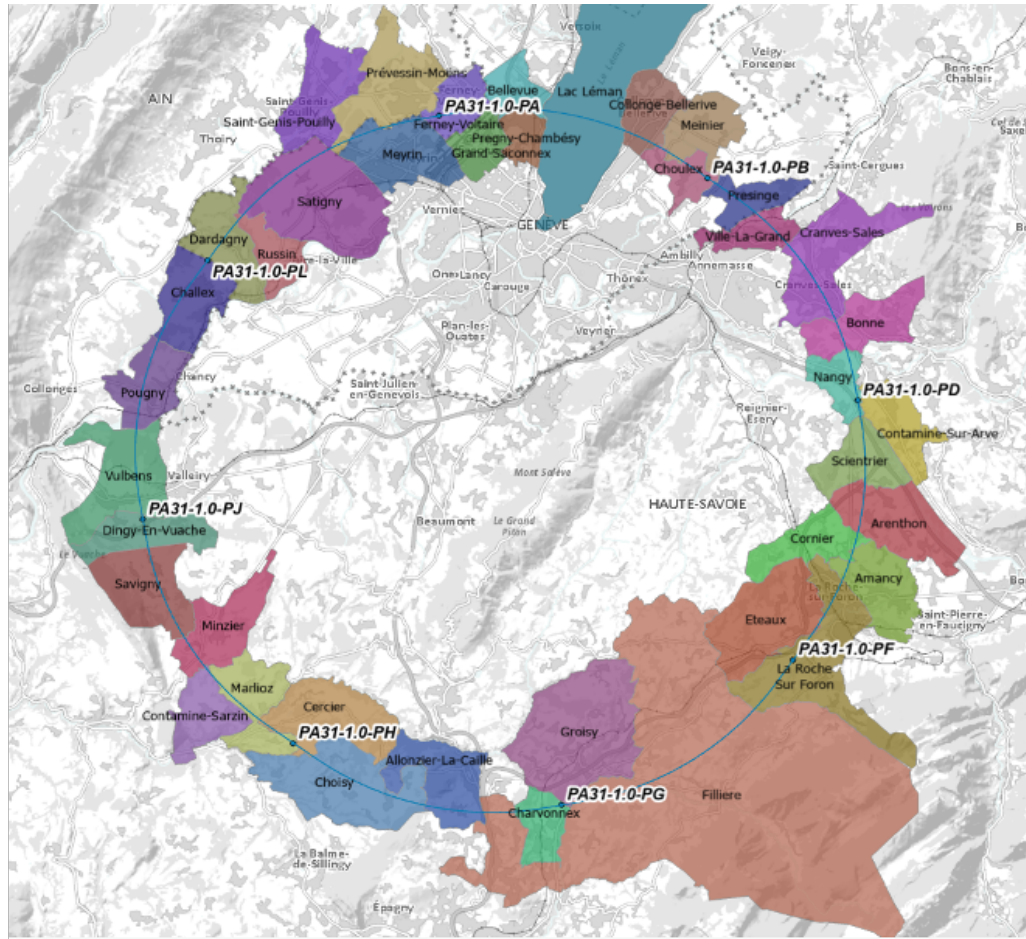 Versoix
Prévessin-Moëns
Veigy-
Foncenex
Bons-en-
Chablais
AIN
Bellevue
Lac Léman
Collonge-Bellerive
Saint-Genis-Pouilly
PA31-1.0-PA
Ferney-Voltaire
Meinier
Thoiry
Meyrin
Pregny-Chambésy
Grand-Saconnex
Choulex
PA31-1.0-PB
Saint-Cergues
Presinge
Satigny
Vernier
GENÈVE
Ville-La-Grand
Cranves-Sales
Dardagny
Russin
PA31-1.0-PL
Ambilly
Annemasse
Onex
Lancy
Carouge
Thônex
Challex
Cranves-Sales
Bonne
Plan-les-
Ouates
Veyrier
Nangy
Collonges
Chancy
Pougny
Saint-Julien
en-Genevois
PA31-1.0-PD
Reignier-
Esery
Contamine-Sur-Arve
Vulbens
Valleiry
Scientrier
Mont Salève
HAUTE-SAVOIE
PA31-1.0-PJ
Dingy-En-Vuache
Beaumont
Le Grand
Piton
Arenthon
Cornier
Le Vuache
Savigny
La Roche-
sur-Foron
Amancy
Minzier
Eteaux
Saint-Pierre-
en-Faucigny
PA31-1.0-PF
La Roche
Sur Foron
Marlioz
Contamine-Sarzin
Cercier
PA31-1.0-PH
Groisy
Allonzier-La-Caille
Choisy
Filliere
PA31-1.0-PG
Charvonnex
La Balme-
de-Sillingy
Épagny